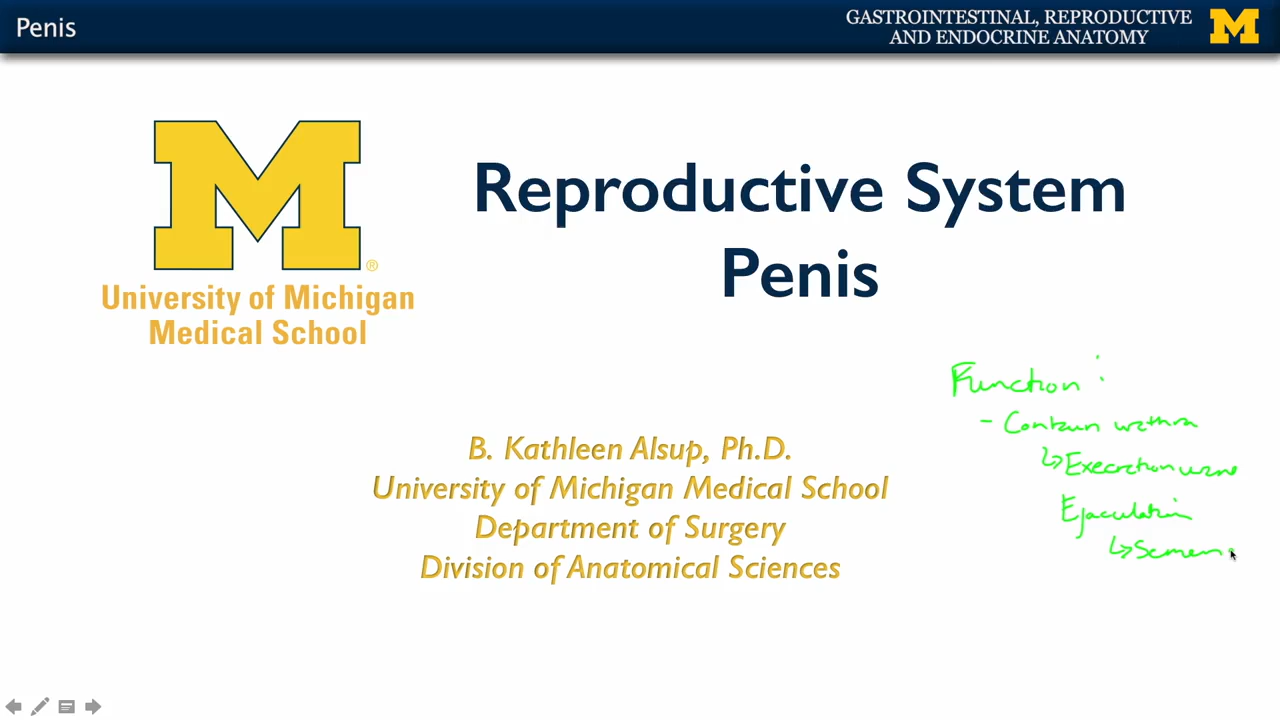 Penis
GASTROINTESTINAL, REPRODUCTIVE
AND ENDOCRINE ANATOMY
M
M
®
University of Michigan
Medical School
Reproductive System
Penis
B. Kathleen Alsup, Ph.D.
University of Michigan Medical School
Department of Surgery
Division of Anatomical Sciences
Function :
- Contain urethra
↳ Execretion urine
Ejaculation
↳ Semen